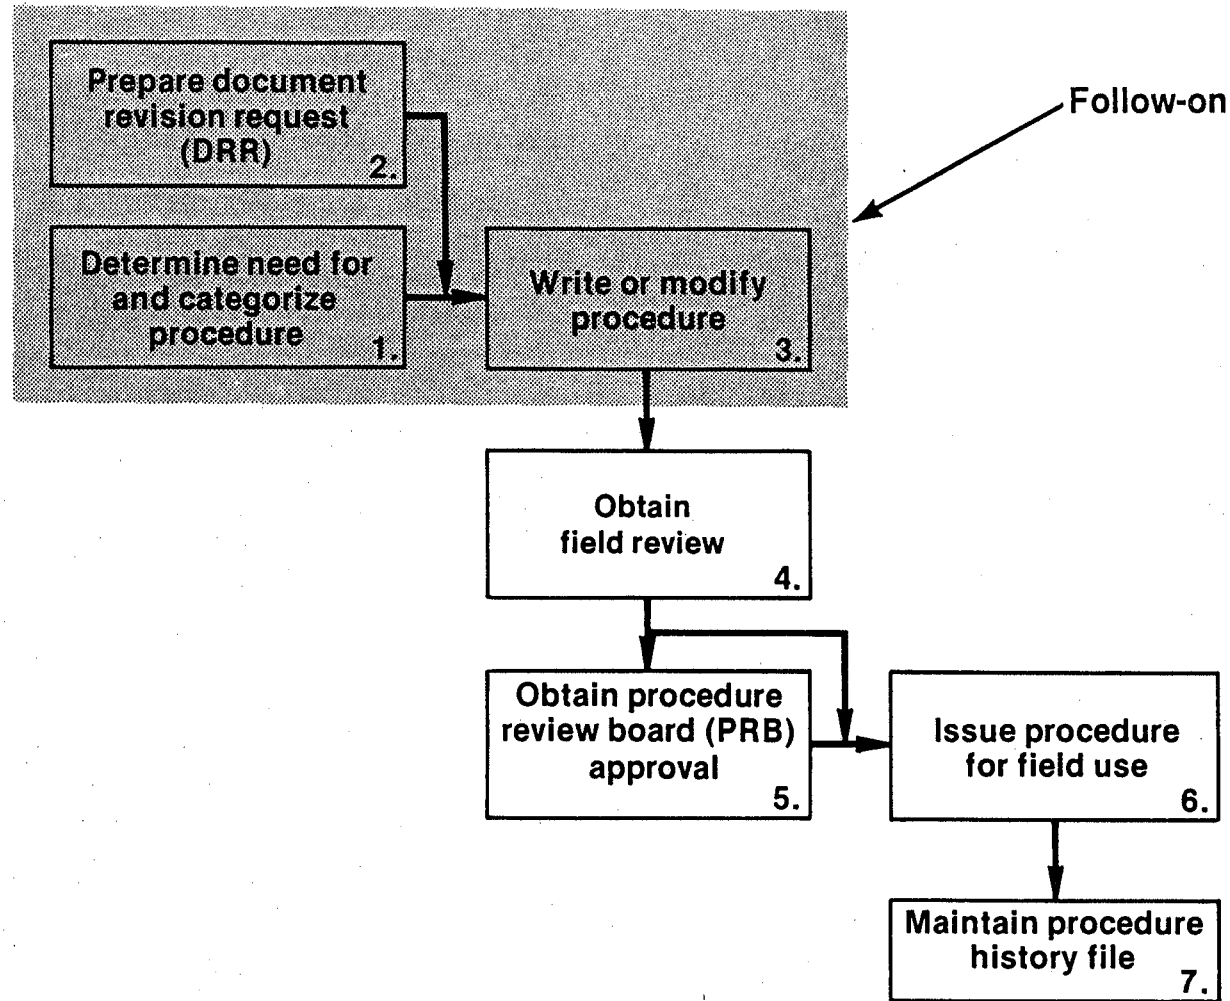 Prepare document
revision request
(DRR)
2.
Follow-on
Determine need for
and categorize
procedure
1.
Write or modify
procedure
3.
Obtain
field review
4.
Obtain procedure
review board (PRB)
approval
5.
Issue procedure
for field use
6.
Maintain procedure
history file
7.